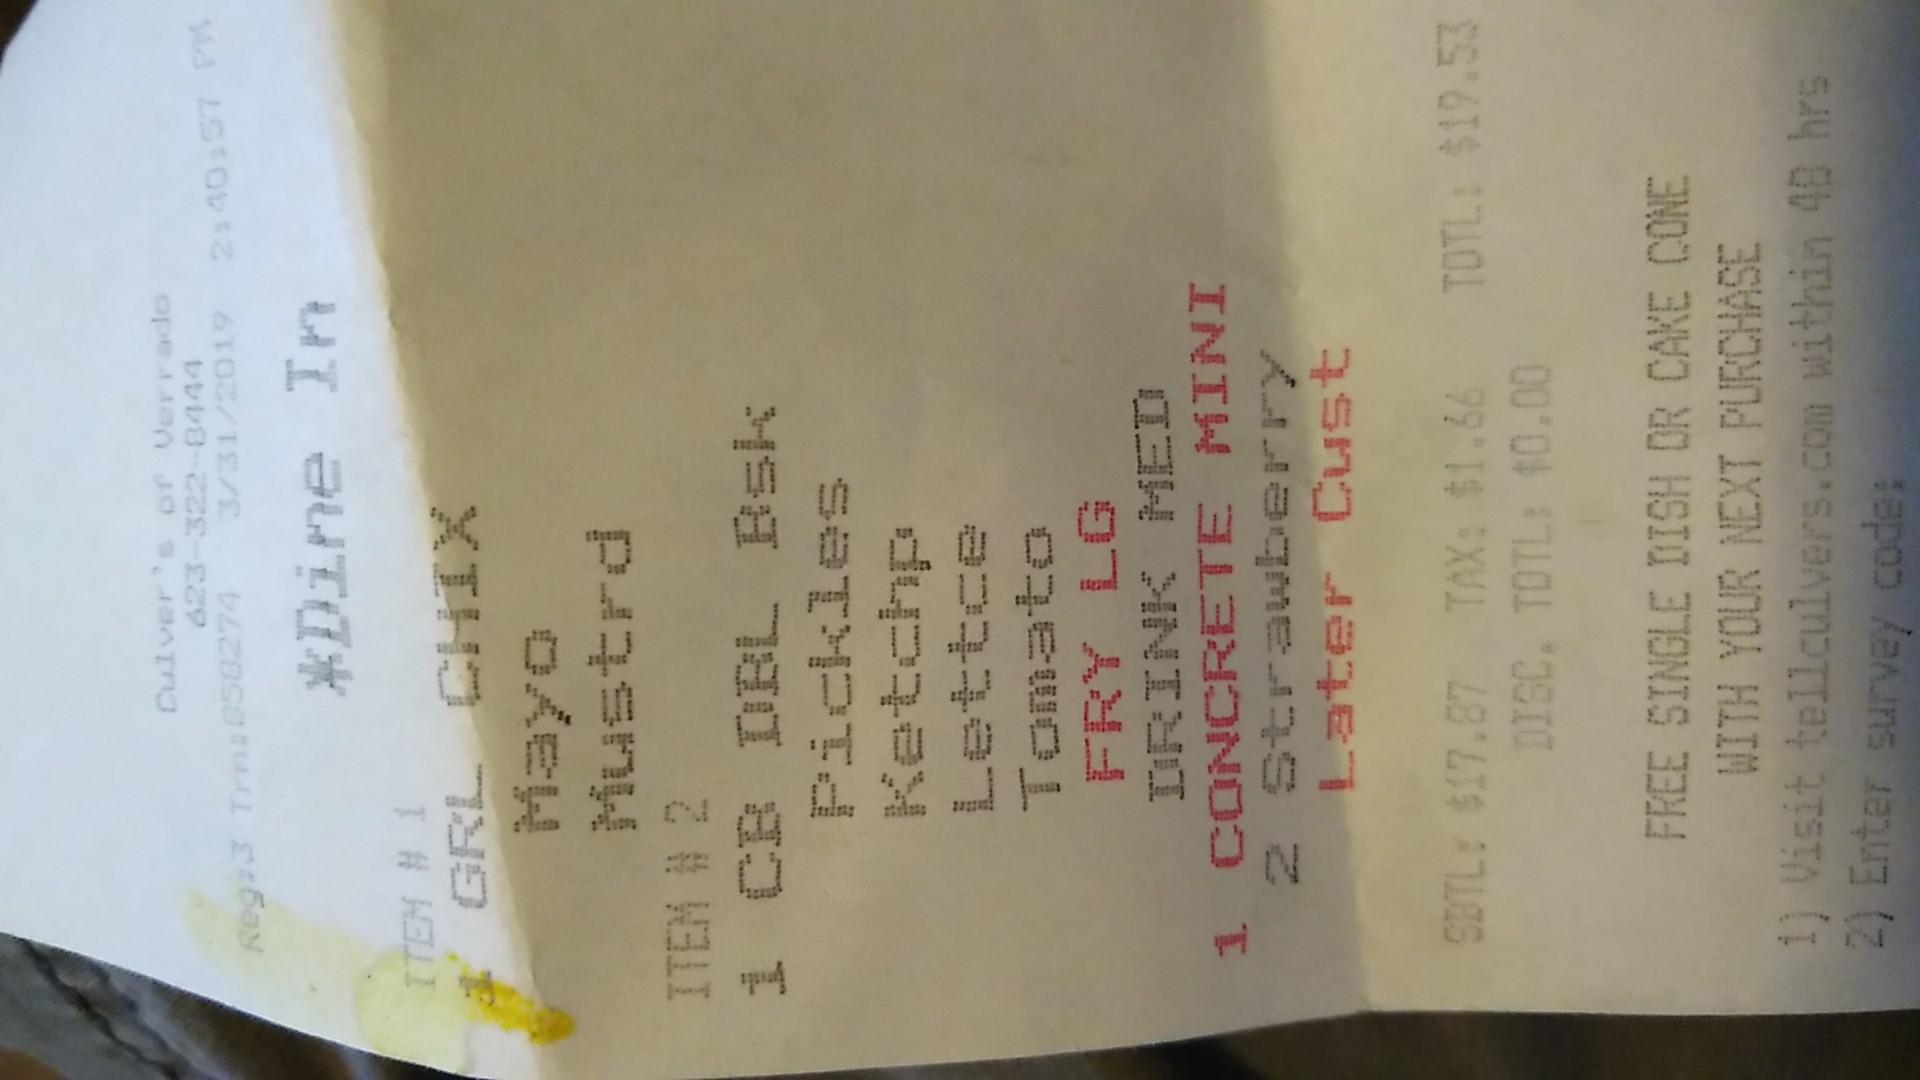 Culver's of Verrado
623-322-8444
Reg:3 Trn:858274 3/31/2019 2:40:57 PM
*Dine In
ITEM # 1
1 GRL CHIX
Mayo
Mustrd
ITEM # 2
1 CB DBL Bsk
Pickles
Ketchp
Lettce
Tomato
FRY LG
DRINK MED
1 CONCRETE MINI
2 Strawberry
Later Cust
SBTL: $17.87 TAX: $1.66 TOTL: $19.53
DISC. TOTL: $0.00
FREE SINGLE DISH OR CAKE CONE
WITH YOUR NEXT PURCHASE
1) Visit tellculvers.com within 48 hrs
2) Enter survey code: